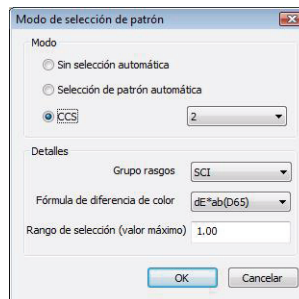 Modo de selección de patrón
Modo
Sin selección automática
Selección de patrón automática
CCS 2
Detalles
Grupo rasgos SCI
Fórmula de diferencia de color dE*ab(D65)
Rango de selección (valor máximo) 1.00
OK Cancelar